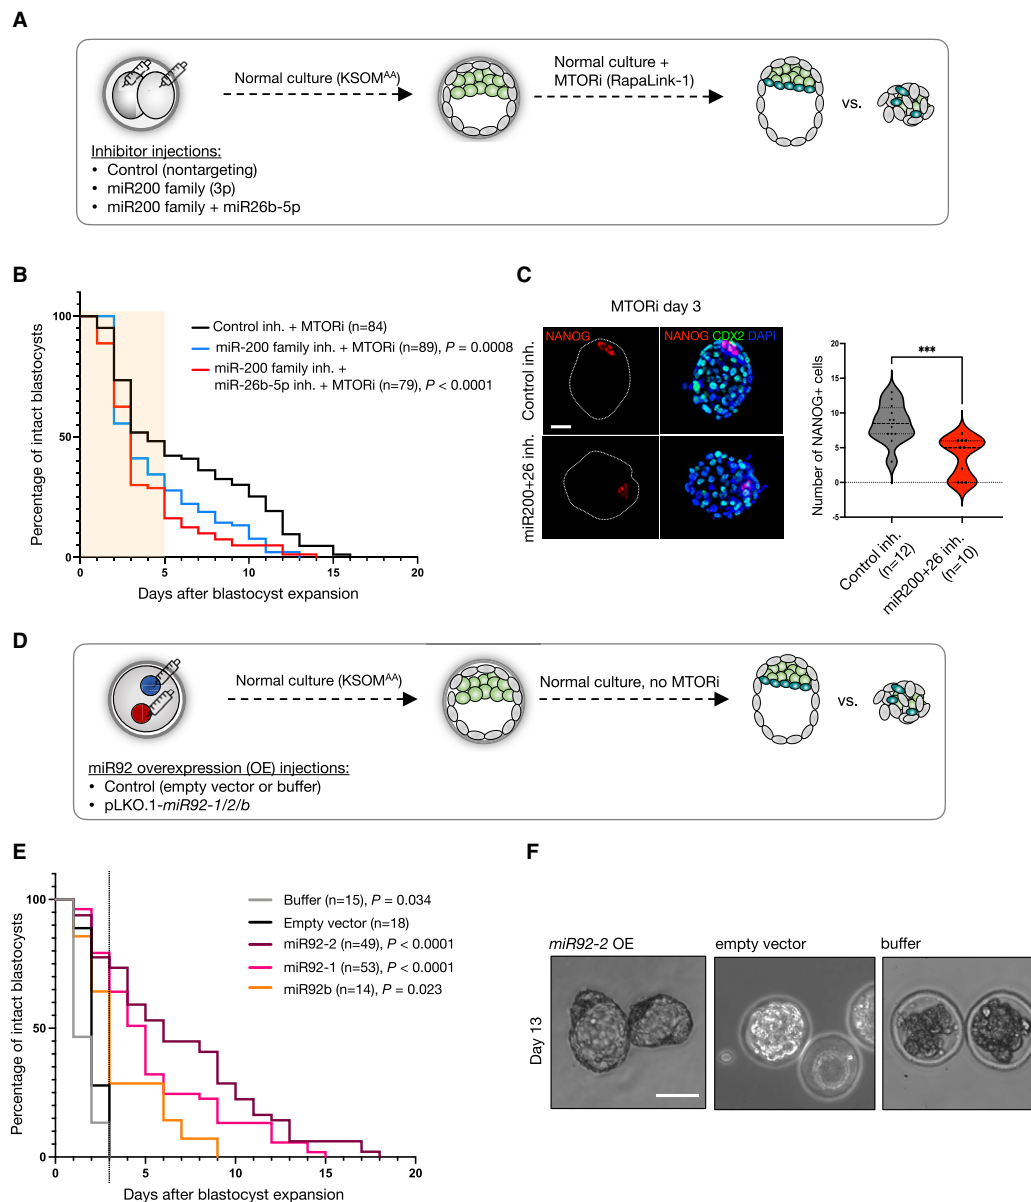 A
Normal culture (KSOMAA)
Normal culture +
MTORi (RapaLink-1)
vs.
Inhibitor injections:
• Control (nontargeting)
• miR200 family (3p)
• miR200 family + miR26b-5p
B
Percentage of intact blastocysts
100
50
0
Control inh. + MTORi (n=84)
miR-200 family inh. + MTORi (n=89), P = 0.0008
miR-200 family inh. +
miR-26b-5p inh. + MTORi (n=79), P < 0.0001
0 5 10 15 20
Days after blastocyst expansion
C
MTORi day 3
NANOG
NANOG CDX2 DAPI
Control inh.
miR200+26 inh.
Number of NANOG+ cells
20
15
10
5
0
-5
***
Control inh.
(n=12)
miR200+26 inh.
(n=10)
D
Normal culture (KSOMAA)
Normal culture, no MTORi
vs.
miR92 overexpression (OE) injections:
• Control (empty vector or buffer)
• pLKO.1-miR92-1/2/b
E
Percentage of intact blastocysts
100
50
0
Buffer (n=15), P = 0.034
Empty vector (n=18)
miR92-2 (n=49), P < 0.0001
miR92-1 (n=53), P < 0.0001
miR92b (n=14), P = 0.023
0 5 10 15 20
Days after blastocyst expansion
F
miR92-2 OE
empty vector
buffer
Day 13